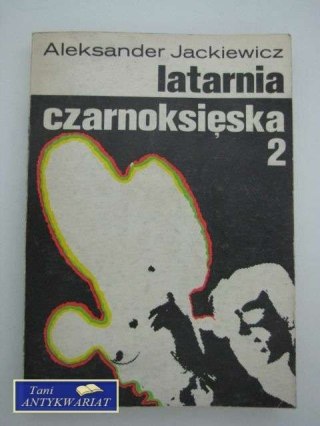 Aleksander Jackiewicz
latarnia
czarnoksięska
2
Tani
ANTYKWARIAT